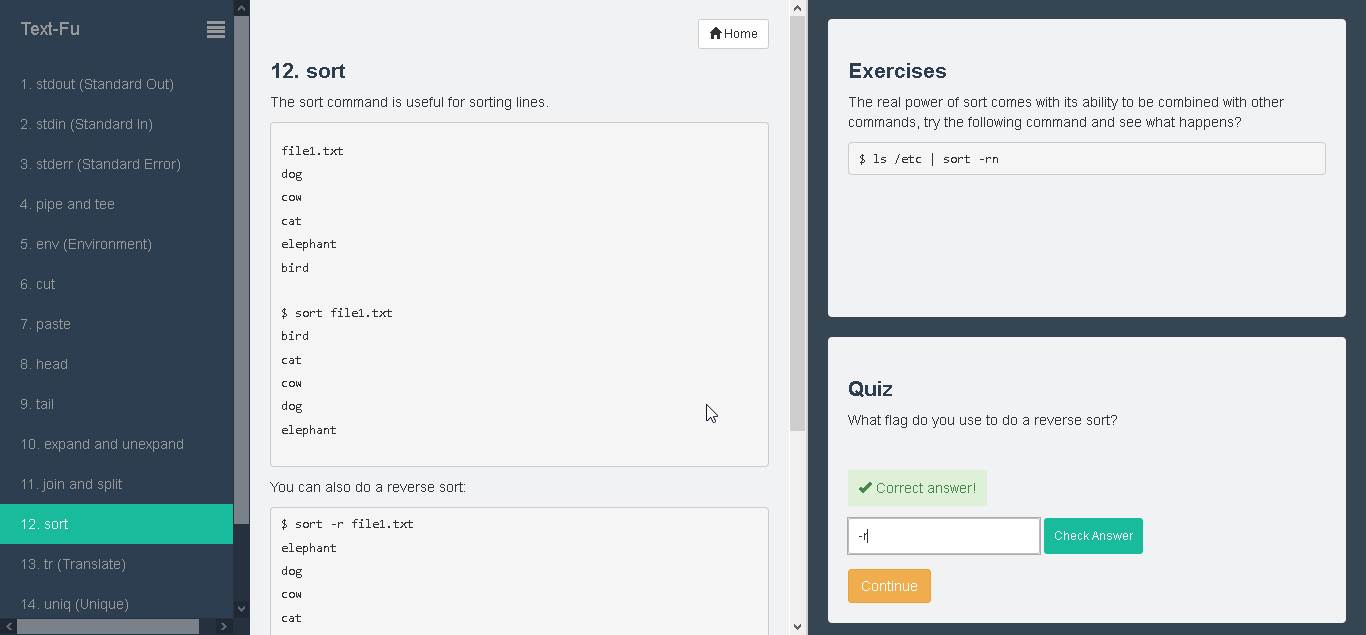 Text-Fu
1. stdout (Standard Out)
2. stdin (Standard In)
3. stderr (Standard Error)
4. pipe and tee
5. env (Environment)
6. cut
7. paste
8. head
9. tail
10. expand and unexpand
11. join and split
12. sort
13. tr (Translate)
14. uniq (Unique)
Home
12. sort
The sort command is useful for sorting lines.
file1.txt
dog
cow
cat
elephant
bird
$ sort file1.txt
bird
cat
cow
dog
elephant
You can also do a reverse sort:
$ sort -r file1.txt
elephant
dog
cow
cat
Exercises
The real power of sort comes with its ability to be combined with other
commands, try the following command and see what happens?
$ ls /etc | sort -rn
Quiz
What flag do you use to do a reverse sort?
Correct answer!
-r
Check Answer
Continue